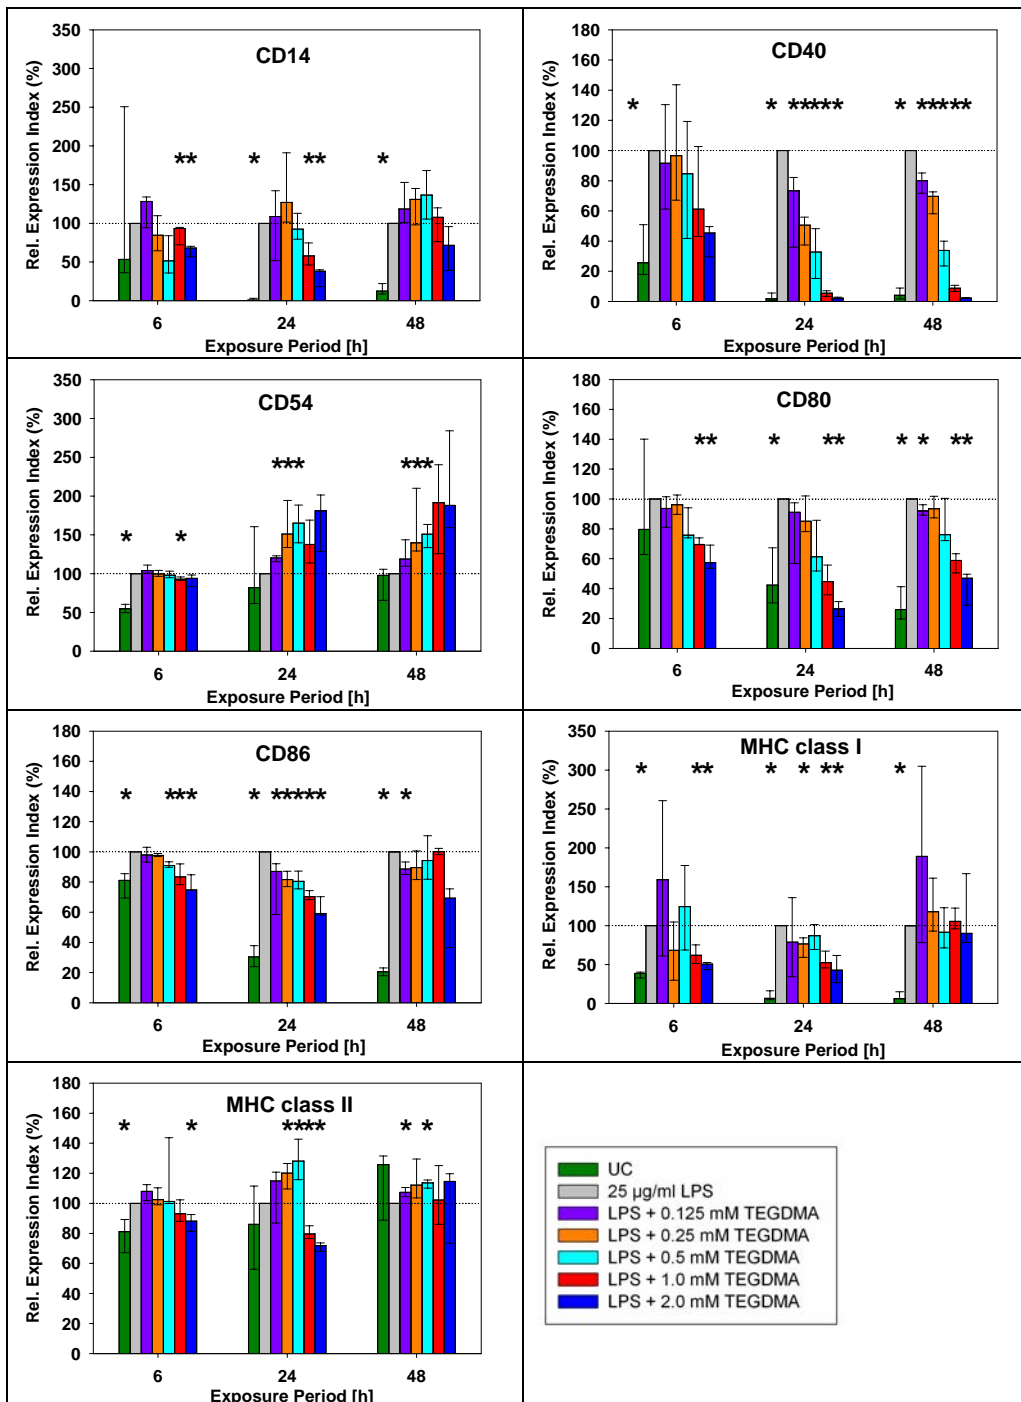 CD14
Rel. Expression Index (%)
350
300
250
200
150
100
50
0
* ** * ** *
6 24 48
Exposure Period [h]
CD40
Rel. Expression Index (%)
180
160
140
120
100
80
60
40
20
0
* * ***** * *****
6 24 48
Exposure Period [h]
CD54
Rel. Expression Index (%)
350
300
250
200
150
100
50
0
* * *** ***
6 24 48
Exposure Period [h]
CD80
Rel. Expression Index (%)
180
160
140
120
100
80
60
40
20
0
** * ** * * **
6 24 48
Exposure Period [h]
CD86
Rel. Expression Index (%)
180
160
140
120
100
80
60
40
20
0
* *** * ***** * *
6 24 48
Exposure Period [h]
MHC class I
Rel. Expression Index (%)
350
300
250
200
150
100
50
0
* ** * * ** *
6 24 48
Exposure Period [h]
MHC class II
Rel. Expression Index (%)
180
160
140
120
100
80
60
40
20
0
* * **** * *
6 24 48
Exposure Period [h]
UC
25 µg/ml LPS
LPS + 0.125 mM TEGDMA
LPS + 0.25 mM TEGDMA
LPS + 0.5 mM TEGDMA
LPS + 1.0 mM TEGDMA
LPS + 2.0 mM TEGDMA